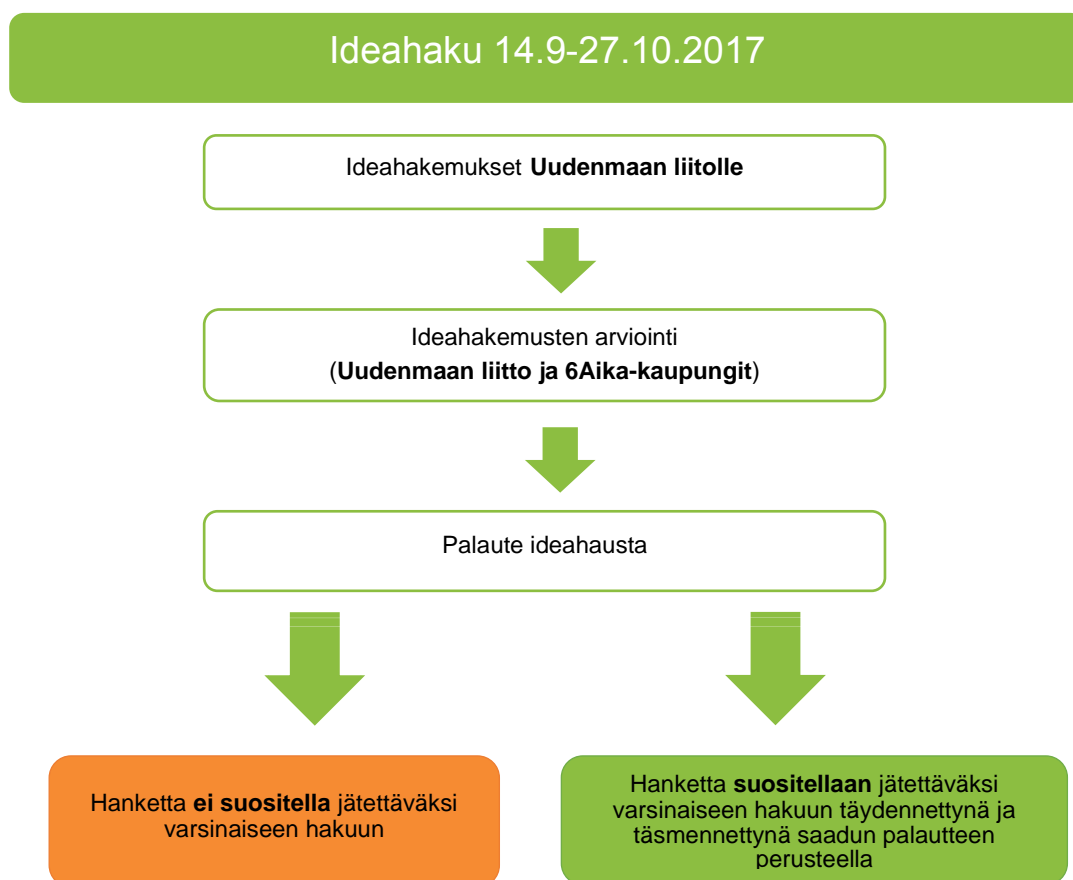 Ideahaku 14.9-27.10.2017
Ideahakemukset Uudenmaan liitolle
Ideahakemusten arviointi
(Uudenmaan liitto ja 6Aika-kaupungit)
Palaute ideahausta
Hanketta ei suositella jätettäväksi
varsinaiseen hakuun
Hanketta suositellaan jätettäväksi
varsinaiseen hakuun täydennettynä ja
täsmennettynä saadun palautteen
perusteella